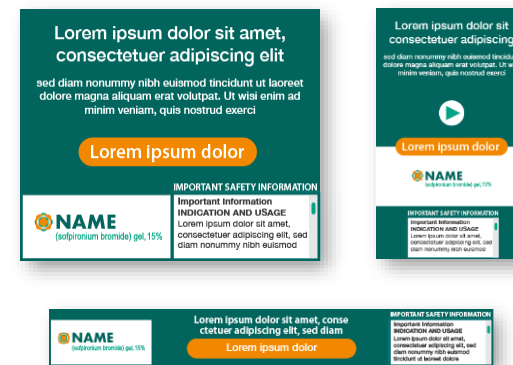 Lorem ipsum dolor sit amet,
consectetuer adipiscing elit
sed diam nonummy nibh euismod tincidunt ut laoreet
dolore magna aliquam erat volutpat. Ut wisi enim ad
minim veniam, quis nostrud exerci
Lorem ipsum dolor
IMPORTANT SAFETY INFORMATION
NAME
(sofpironium bromide) gel, 15%
Important Information
INDICATION AND USAGE
Lorem ipsum dolor sit amet,
consectetuer adipiscing elit, sed
diam nonummy nibh euismod
Lorem ipsum dolor sit
consectetuer adipiscing
sed diam nonummy nibh euismod
dolore magna aliquam erat volutpat. Ut
minim veniam, quis nostrud exerci
Lorem ipsum dolor
NAME
(sofpironium bromide) gel, 15%
IMPORTANT SAFETY INFORMATION
Important Information
INDICATION AND USAGE
Lorem ipsum dolor sit amet,
consectetuer adipiscing elit, sed
diam nonummy nibh euismod
NAME
(sofpironium bromide) gel, 15%
Lorem ipsum dolor sit amet, conse
ctetuer adipiscing elit, sed diam
Lorem ipsum dolor
IMPORTANT SAFETY INFORMATION
Important Information
INDICATION AND USAGE
Lorem ipsum dolor sit amet,
consectetuer adipiscing elit, sed
diam nonummy nibh euismod
tincidunt ut laoreet dolore